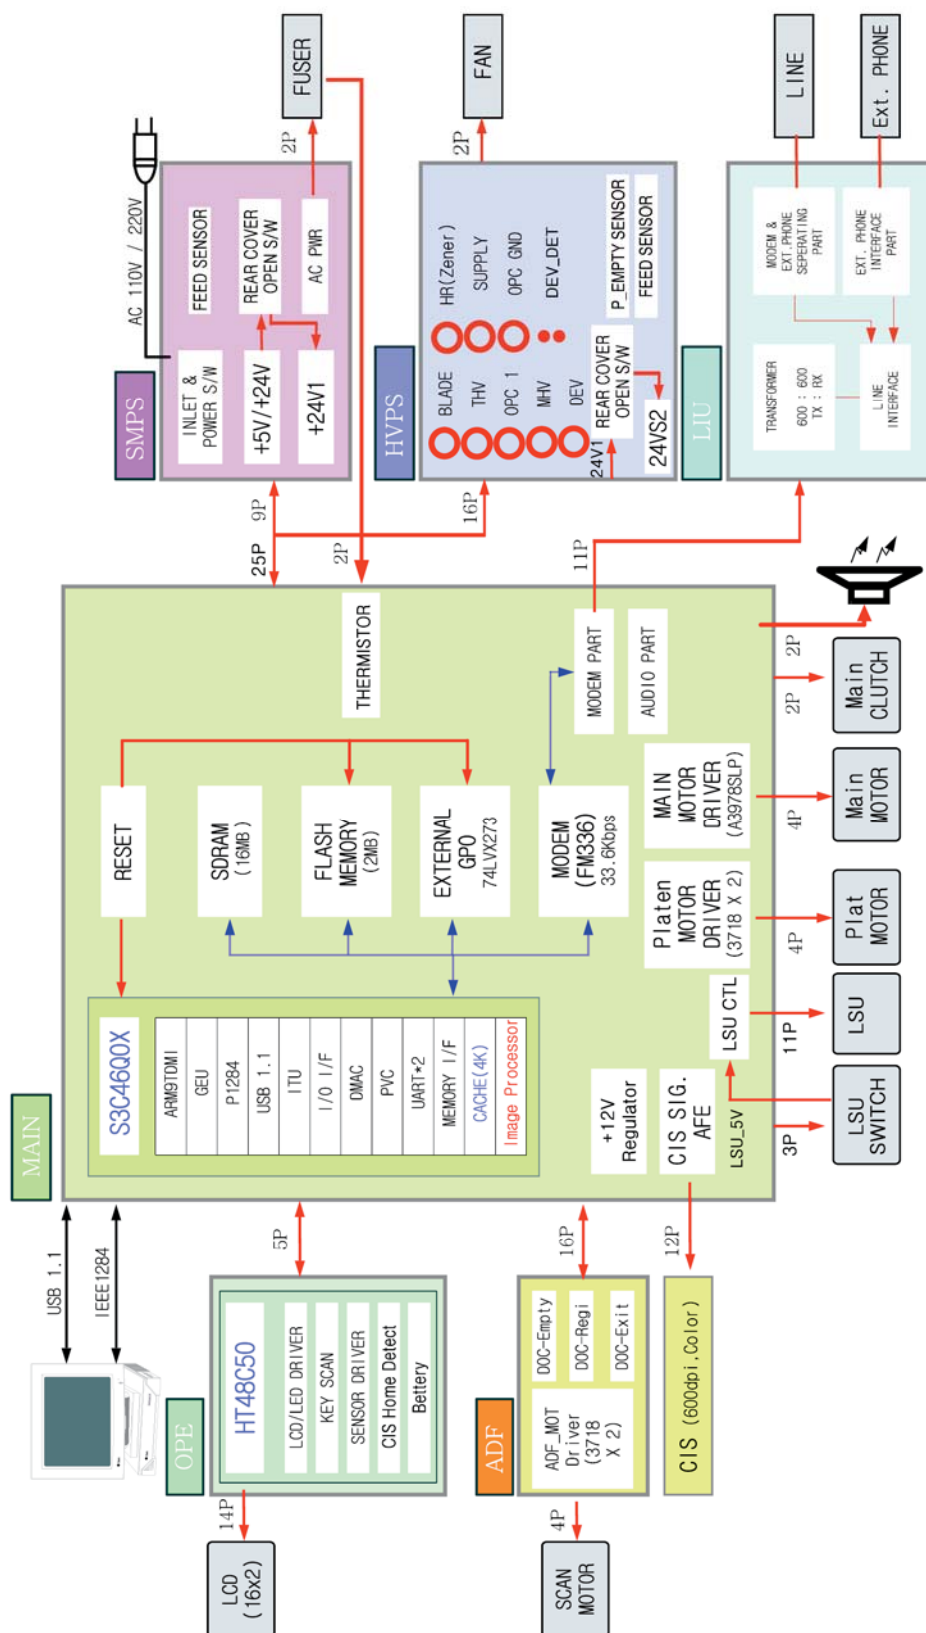 USB 1.1
IEEE1284
MAIN
S3C46Q0X
ARM9TDMI
GEU
P1284
USB 1.1
ITU
I/O I/F
DMAC
PVC
UART*2
MEMORY I/F
CACHE(4K)
Image Processor
RESET
SDRAM
(16MB)
FLASH
MEMORY
(2MB)
EXTERNAL
GPO
74LVX273
MODEM
(FM336)
33.6Kbps
THERMISTOR
MODEM PART
AUDIO PART
+12V
Regulator
CIS SIG.
AFE
LSU_5V
LSU CTL
Platen
MOTOR
DRIVER
(3718 X 2)
MAIN
MOTOR
DRIVER
(A3978SLP)
OPE
5P
HT48C50
LCD/LED DRIVER
KEY SCAN
SENSOR DRIVER
CIS Home Detect
Bettery
14P
LCD
(16x2)
ADF
16P
DOC-Empty
DOC-Regi
DOC-Exit
ADF_MOT
Driver
(3718
X 2)
4P
SCAN
MOTOR
12P
CIS (600dpi,Color)
3P
LSU
SWITCH
11P
LSU
4P
Plat
MOTOR
4P
Main
MOTOR
2P
Main
CLUTCH
2P
SMPS
AC 110V / 220V
INLET &
POWER S/W
FEED SENSOR
+5V/+24V
REAR COVER
OPEN S/W
+24V1
AC PWR
2P
FUSER
9P
25P
2P
16P
HVPS
BLADE
HR(Zener)
THV
SUPPLY
OPC 1
OPC GND
MHV
DEV_DET
DEV
24V1
REAR COVER
OPEN S/W
24VS2
P_EMPTY SENSOR
FEED SENSOR
2P
FAN
11P
LIU
TRANSFORMER
600 : 600
TX : RX
MODEM &
EXT.PHONE
SEPERATING
PART
LINE
INTERFACE
EXT. PHONE
INTERFACE
PART
LINE
Ext. PHONE